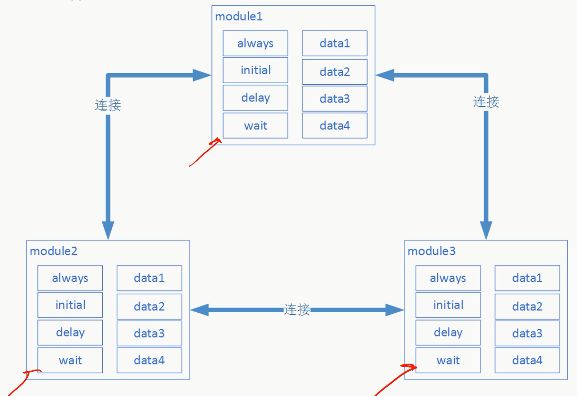 module1
always data1
initial data2
delay data3
wait data4
连接
连接
module2
always data1
initial data2
delay data3
wait data4
连接
module3
always data1
initial data2
delay data3
wait data4